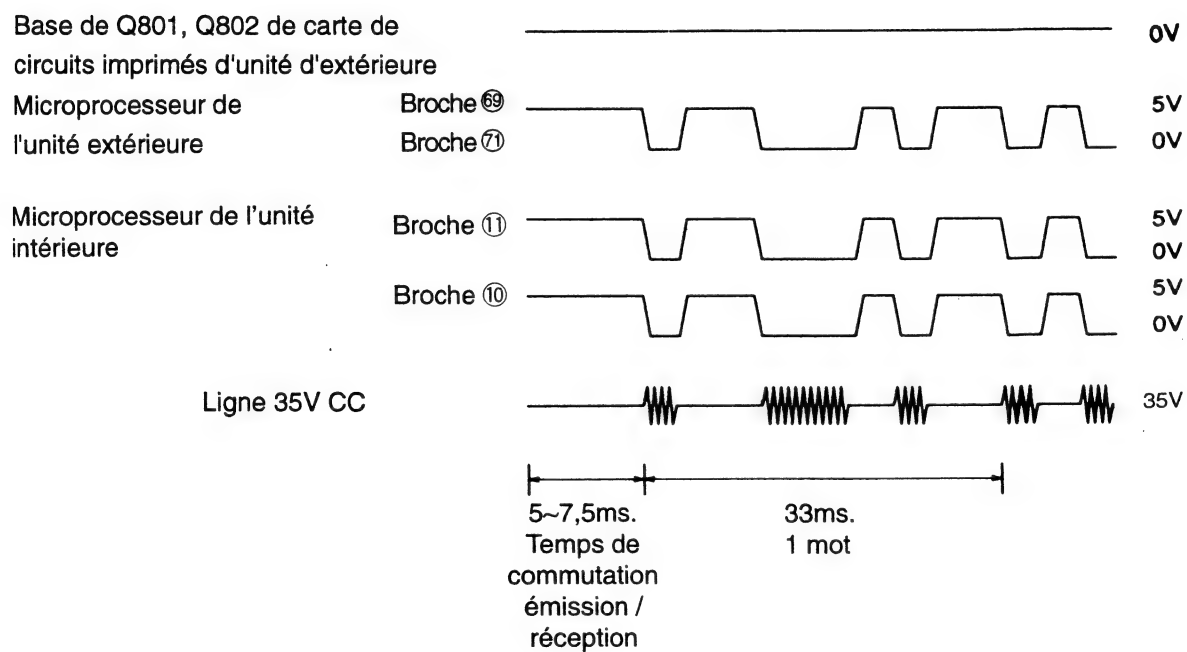 Base de Q801, Q802 de carte de
circuits imprimés d'unité d'extérieure
0V
Microprocesseur de
l'unité extérieure
Broche ㊾
Broche 71
5V
0V
Microprocesseur de l'unité
intérieure
Broche ⑪
5V
0V
Broche ⑩
5V
0V
Ligne 35V CC
35V
5~7,5ms.
Temps de
commutation
émission /
réception
33ms.
1 mot